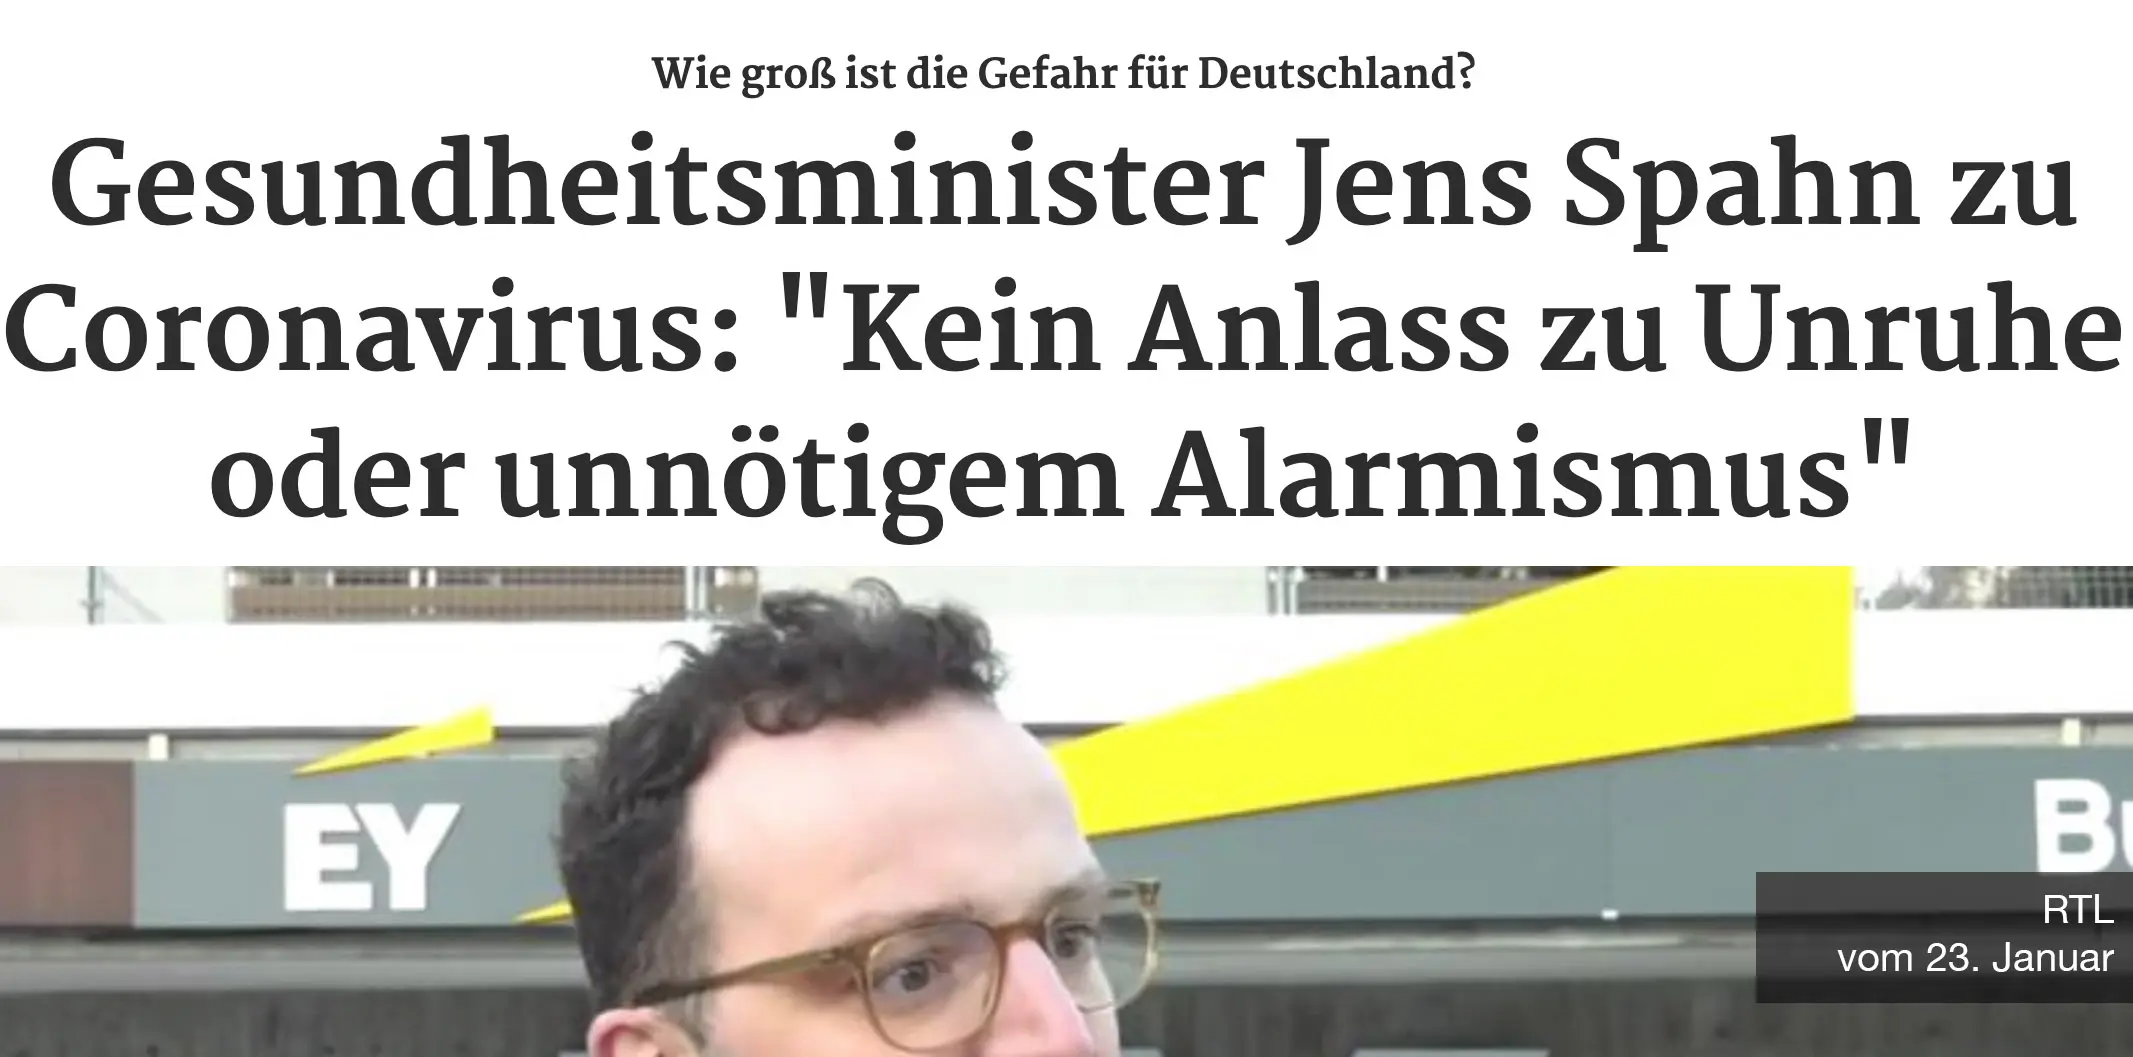 Wie groß ist die Gefahr für Deutschland?
Gesundheitsminister Jens Spahn zu
Coronavirus: "Kein Anlass zu Unruhe
oder unnötigem Alarmismus"
EY
Bu
RTL
vom 23. Januar